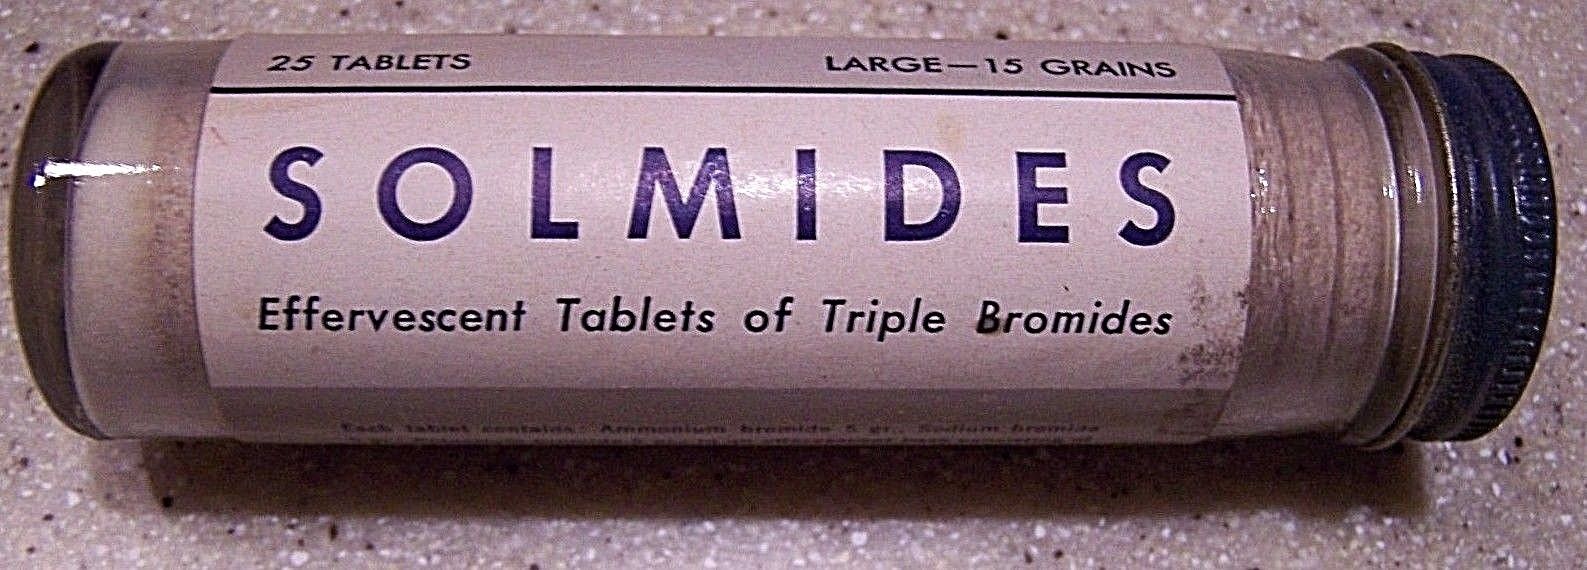 25 TABLETS LARGE—15 GRAINS
SOLMIDES
Effervescent Tablets of Triple Bromides
Each tablet contains: Ammonium bromide 5 gr. Sodium bromide